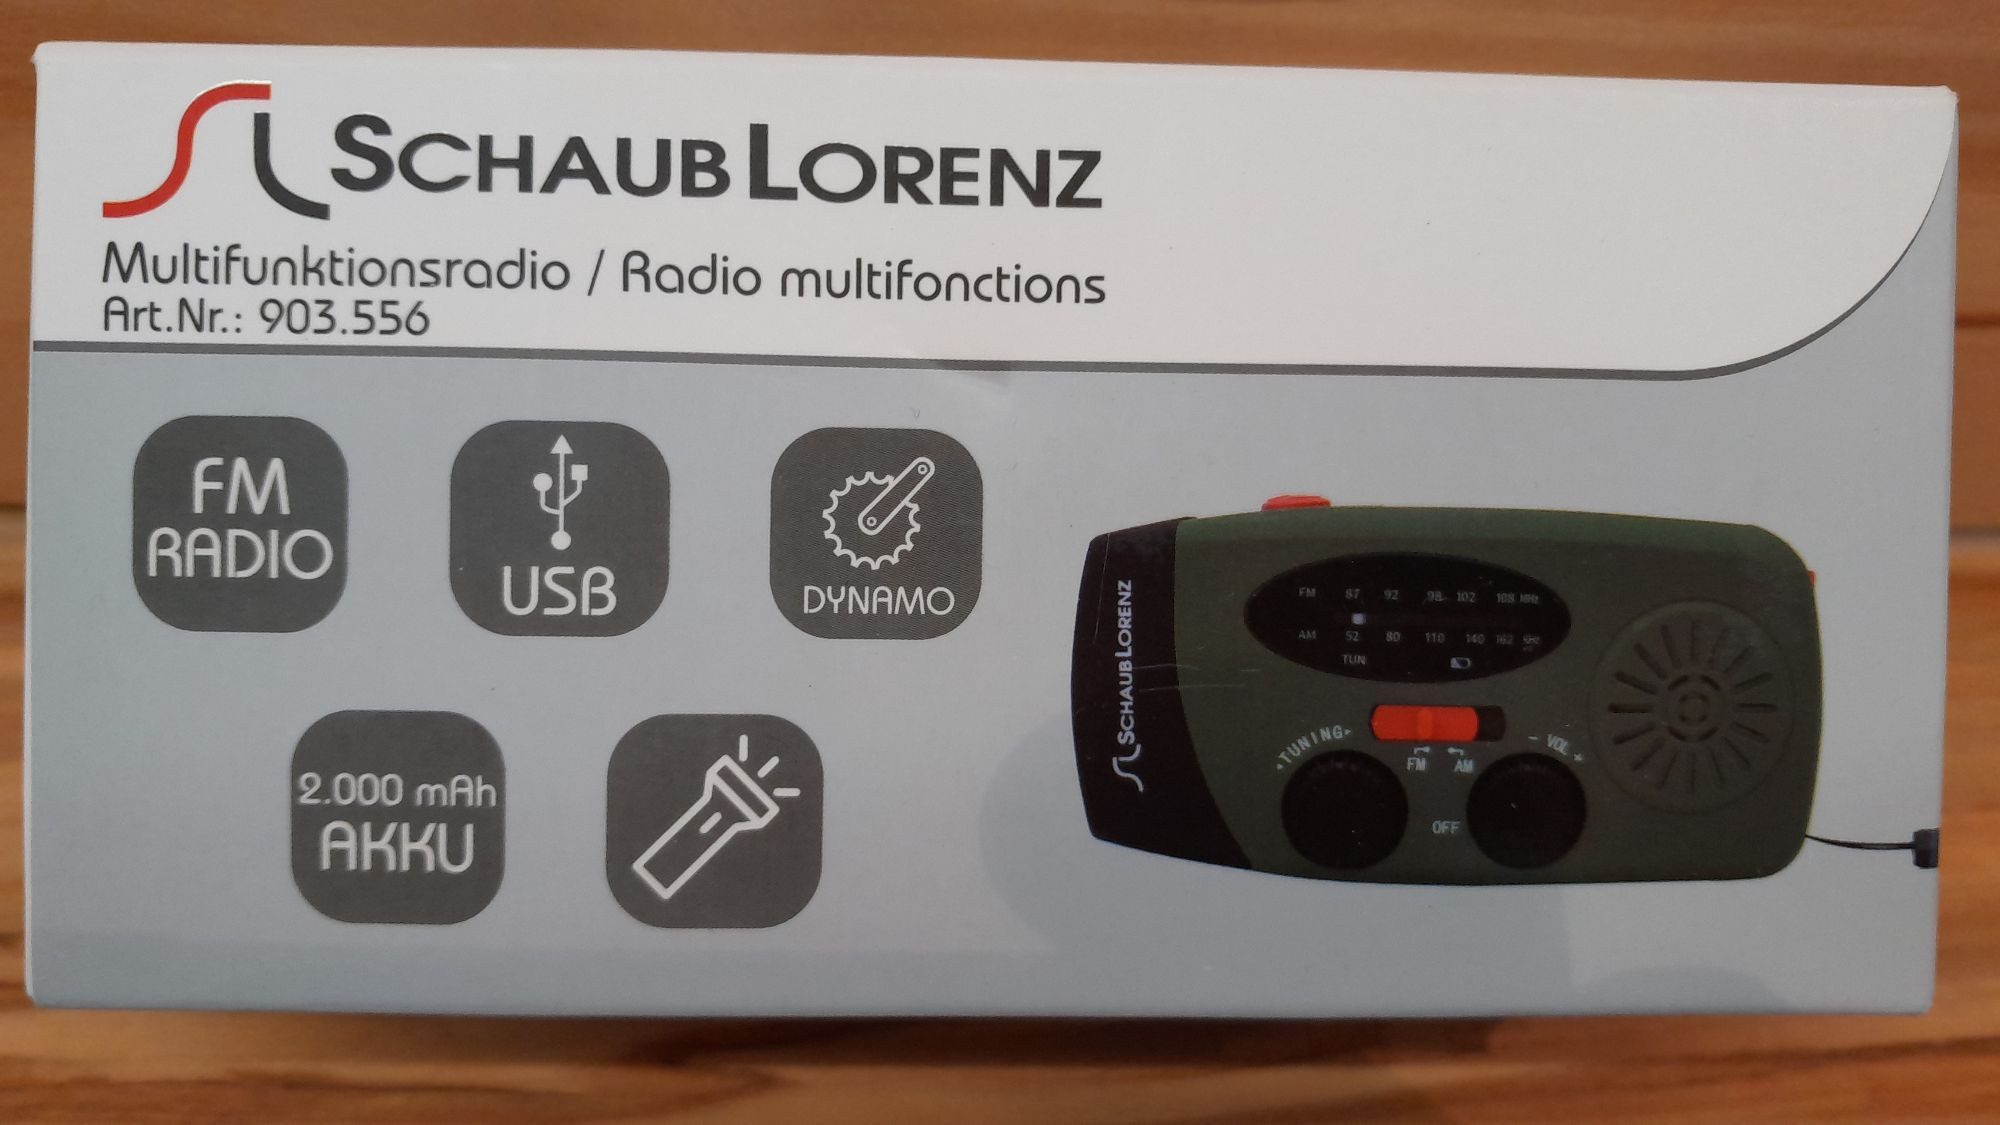 SCHAUB LORENZ
Multifunktionsradio / Radio multifonctions
Art.Nr.: 903.556
FM
RADIO
USB
DYNAMO
2.000 mAh
AKKU
SCHAUB LORENZ
FM 87 92 98 102 108 MHz
AM 52 80 110 140 162
TUN
TUNING
FM AM
- VOL +
OFF